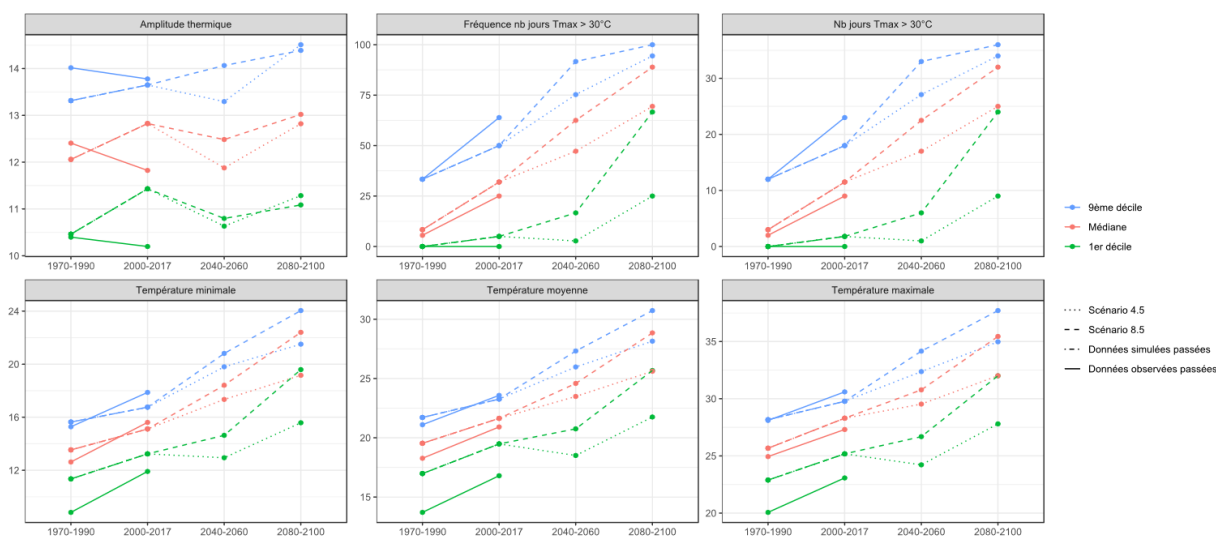 Amplitude thermique
Fréquence nb jours Tmax > 30°C
Nb jours Tmax > 30°C
14
13
12
11
10
100
75
50
25
0
30
20
10
0
1970-1990 2000-2017 2040-2060 2080-2100
1970-1990 2000-2017 2040-2060 2080-2100
1970-1990 2000-2017 2040-2060 2080-2100
Température minimale
Température moyenne
Température maximale
24
20
16
12
30
25
20
15
35
30
25
20
1970-1990 2000-2017 2040-2060 2080-2100
1970-1990 2000-2017 2040-2060 2080-2100
1970-1990 2000-2017 2040-2060 2080-2100
9ème décile
Médiane
1er décile
Scénario 4.5
Scénario 8.5
Données simulées passées
Données observées passées